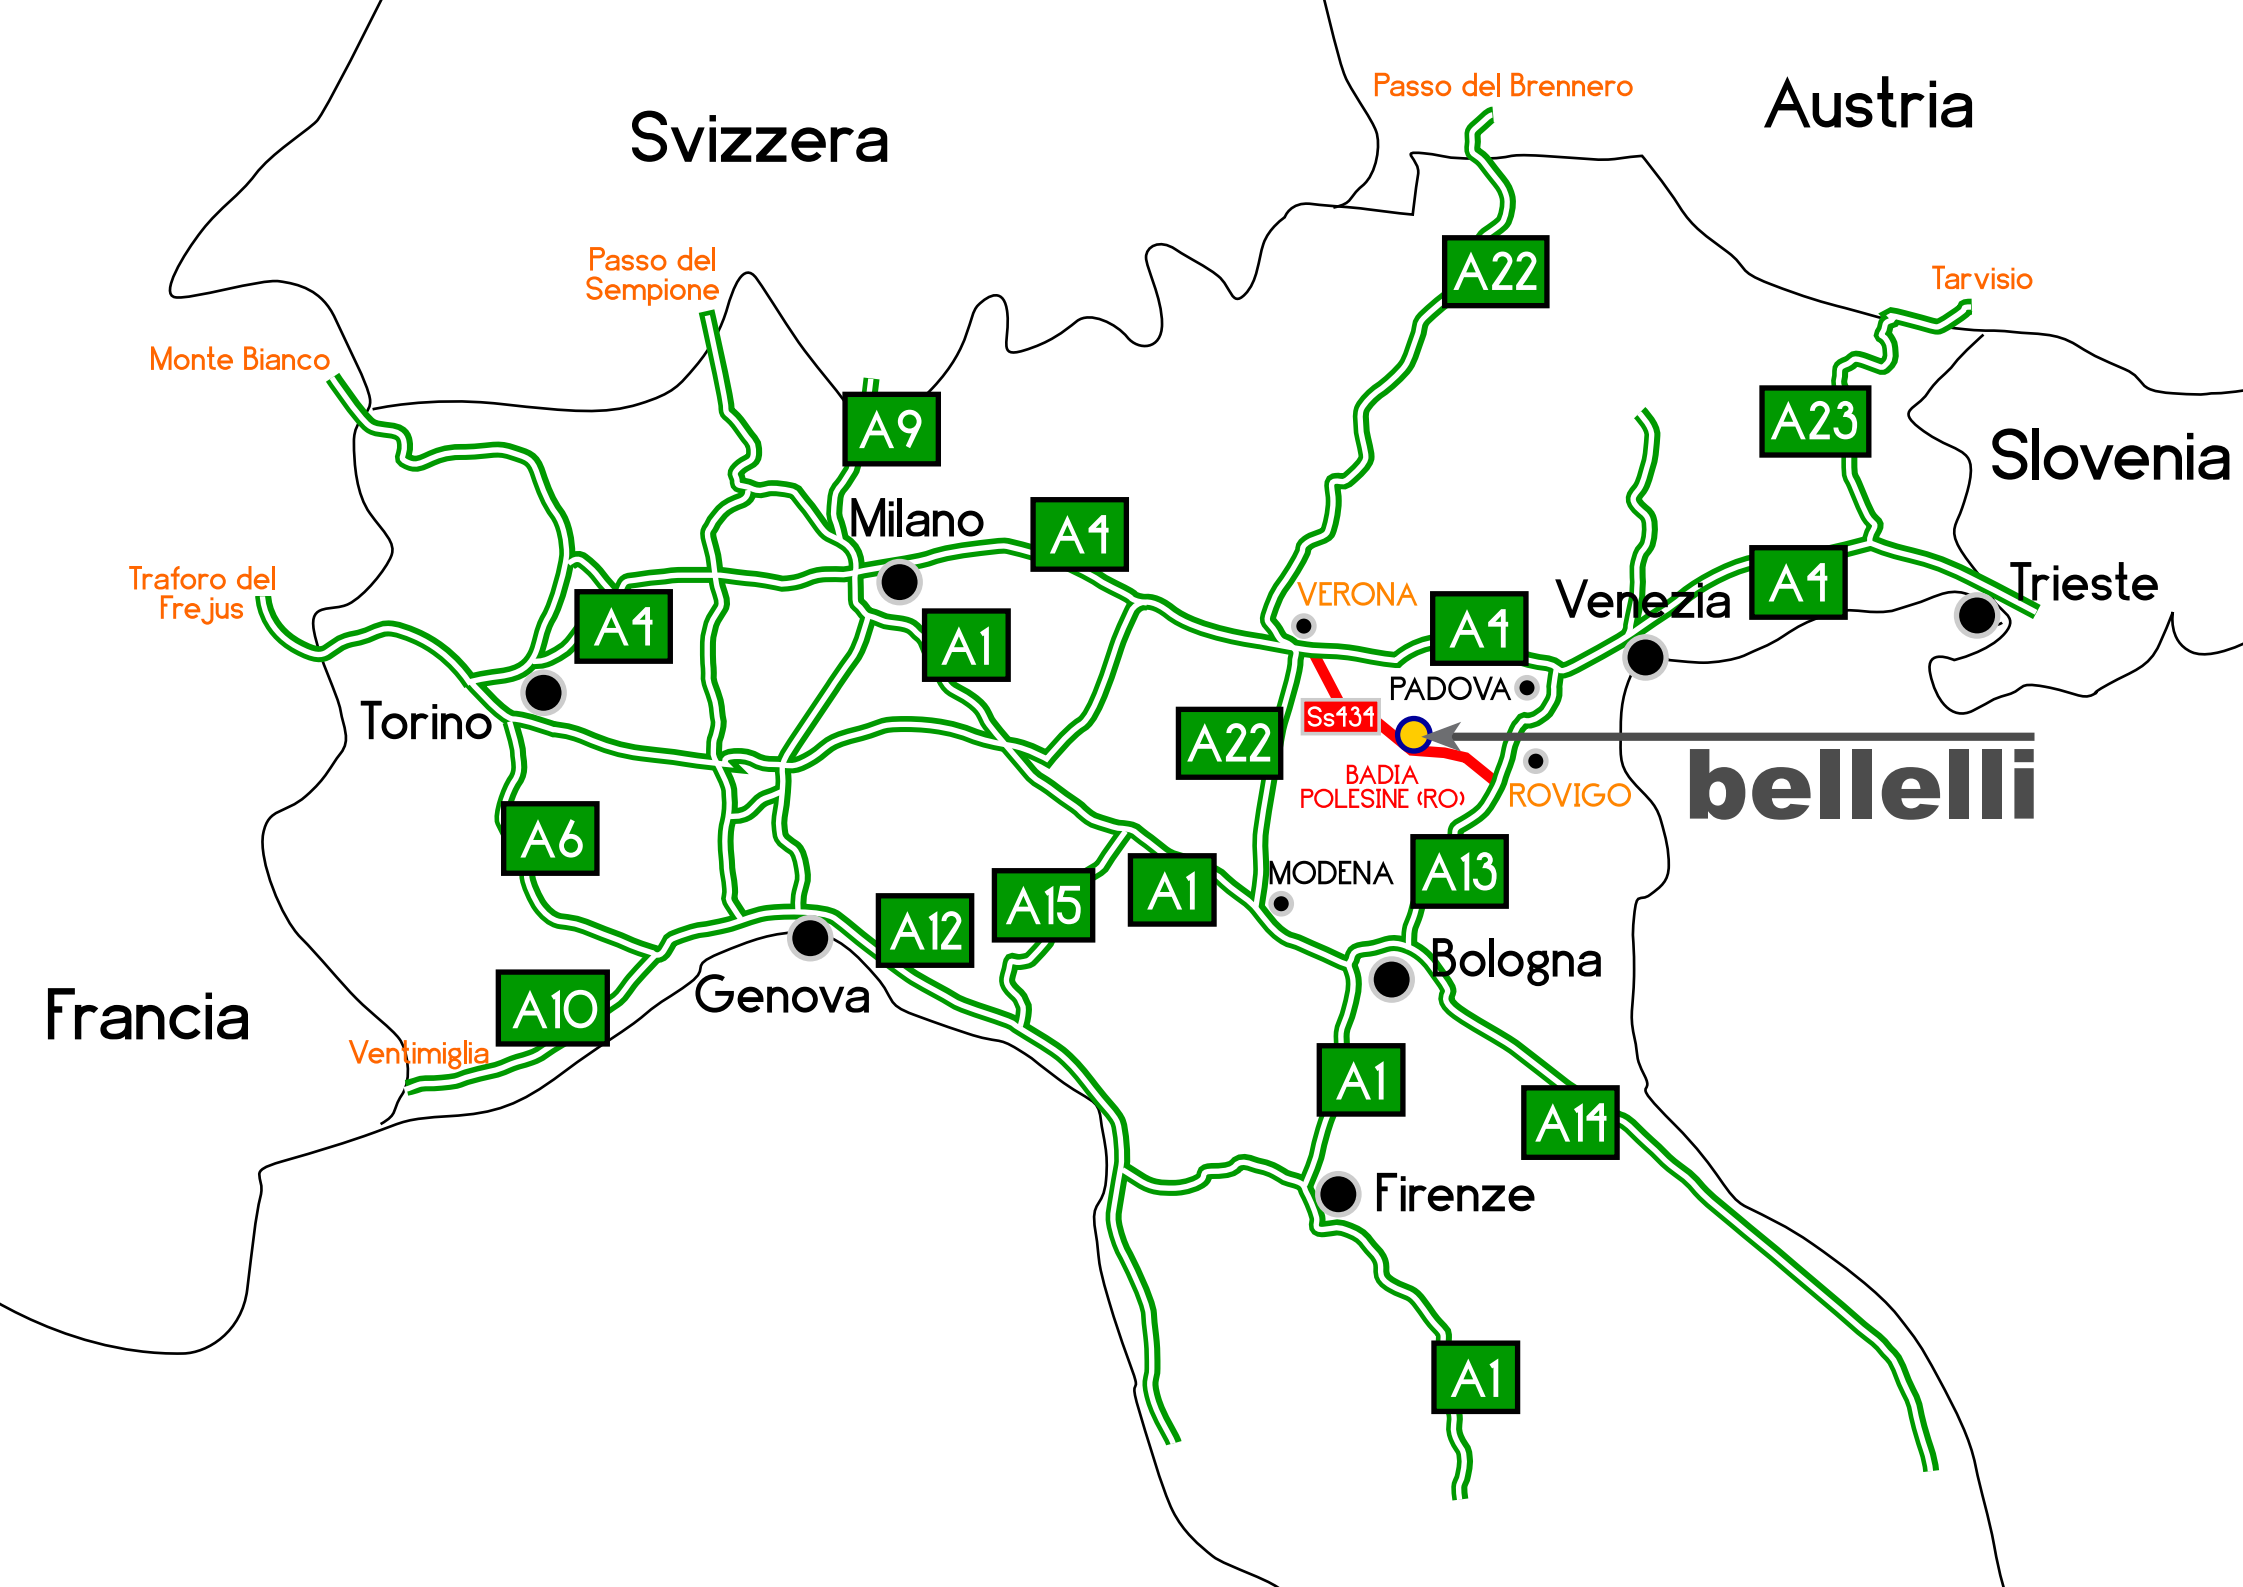 Passo del Brennero
Austria
Svizzera
A22
Passo del
Sempione
Tarvisio
Monte Bianco
A9
A23
Slovenia
Milano
A4
Traforo del
Frejus
VERONA
Venezia
A4
Trieste
A4
A1
A4
PADOVA
Torino
Ss434
A22
bellelli
BADIA
POLESINE (RO)
ROVIGO
A6
MODENA
A13
A15
A1
A12
Bologna
Genova
A10
Francia
Ventimiglia
A1
A14
Firenze
A1